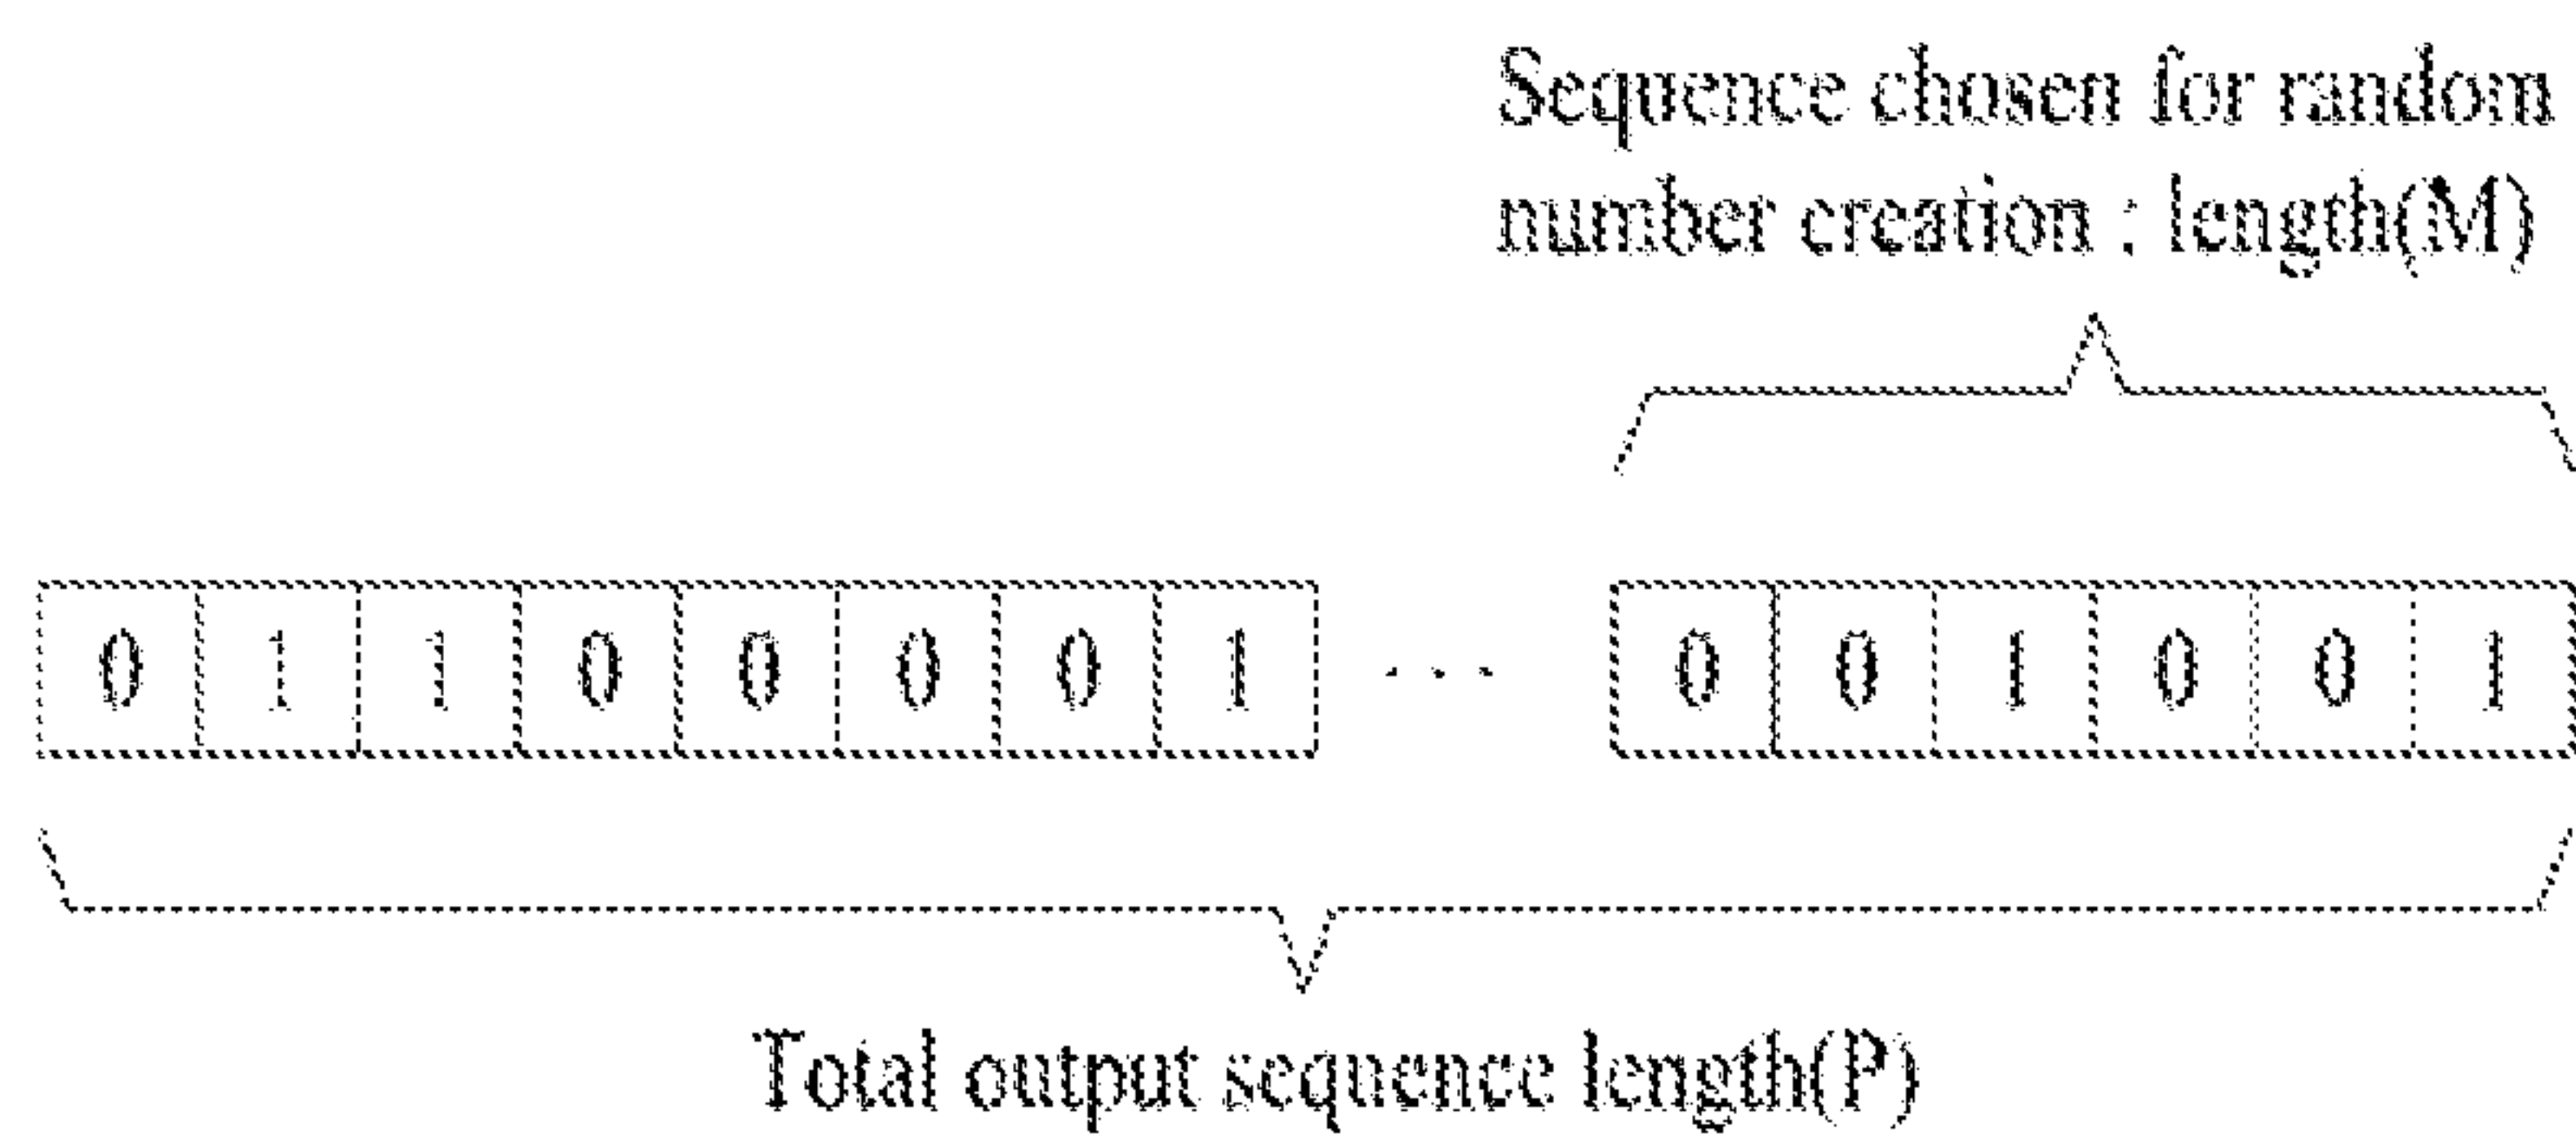 Sequence chosen for random
number creation : length(M)
0 1 1 0 0 0 0 1 ... 0 0 1 0 0 1
Total output sequence length(P)